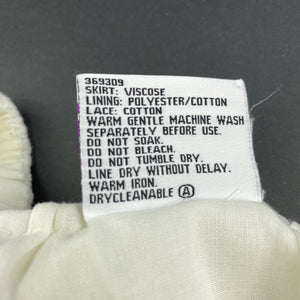 369309
SKIRT: VISCOSE
LINING: POLYESTER/COTTON
LACE: COTTON
WARM GENTLE MACHINE WASH
SEPARATELY BEFORE USE.
DO NOT SOAK.
DO NOT BLEACH.
DO NOT TUMBLE DRY.
LINE DRY WITHOUT DELAY.
WARM IRON.
DRYCLEANABLE Ⓐ